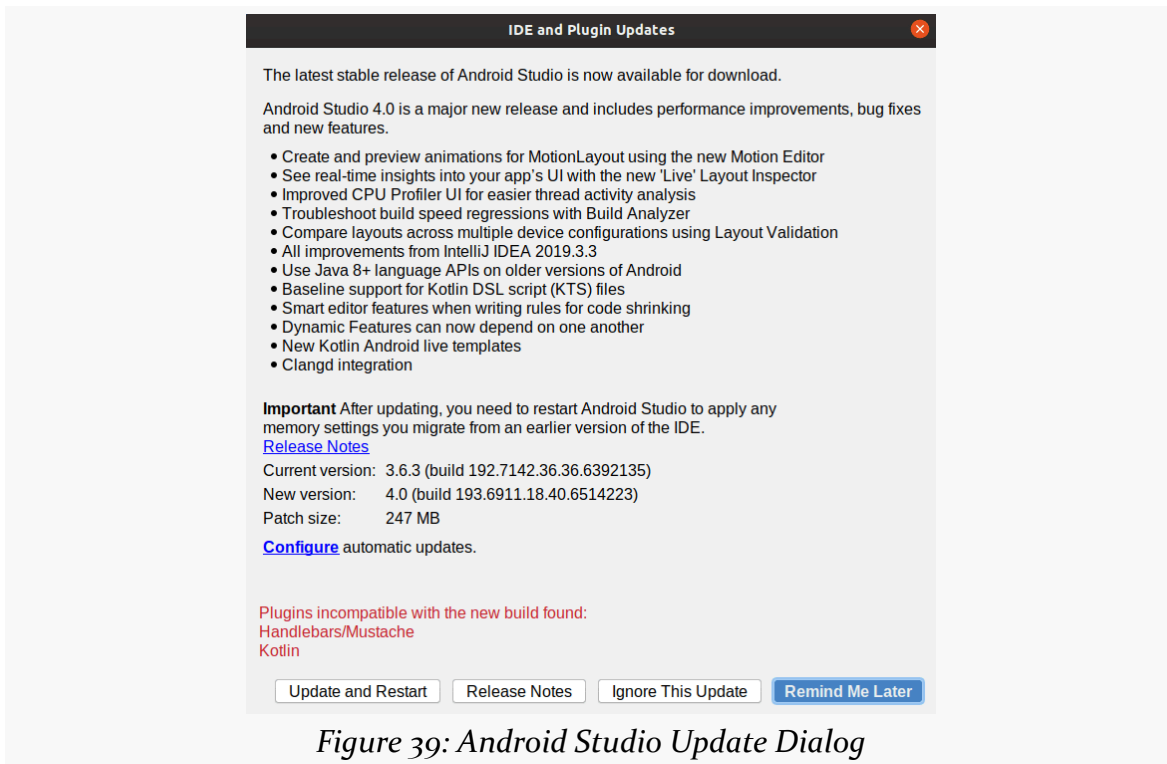 IDE and Plugin Updates
The latest stable release of Android Studio is now available for download.
Android Studio 4.0 is a major new release and includes performance improvements, bug fixes
and new features.
• Create and preview animations for MotionLayout using the new Motion Editor
• See real-time insights into your app's UI with the new 'Live' Layout Inspector
• Improved CPU Profiler UI for easier thread activity analysis
• Troubleshoot build speed regressions with Build Analyzer
• Compare layouts across multiple device configurations using Layout Validation
• All improvements from IntelliJ IDEA 2019.3.3
• Use Java 8+ language APIs on older versions of Android
• Baseline support for Kotlin DSL script (KTS) files
• Smart editor features when writing rules for code shrinking
• Dynamic Features can now depend on one another
• New Kotlin Android live templates
• Clangd integration
Important After updating, you need to restart Android Studio to apply any
memory settings you migrate from an earlier version of the IDE.
Release Notes
Current version: 3.6.3 (build 192.7142.36.36.6392135)
New version: 4.0 (build 193.6911.18.40.6514223)
Patch size: 247 MB
Configure automatic updates.
Plugins incompatible with the new build found:
Handlebars/Mustache
Kotlin
Update and Restart Release Notes Ignore This Update Remind Me Later
Figure 39: Android Studio Update Dialog